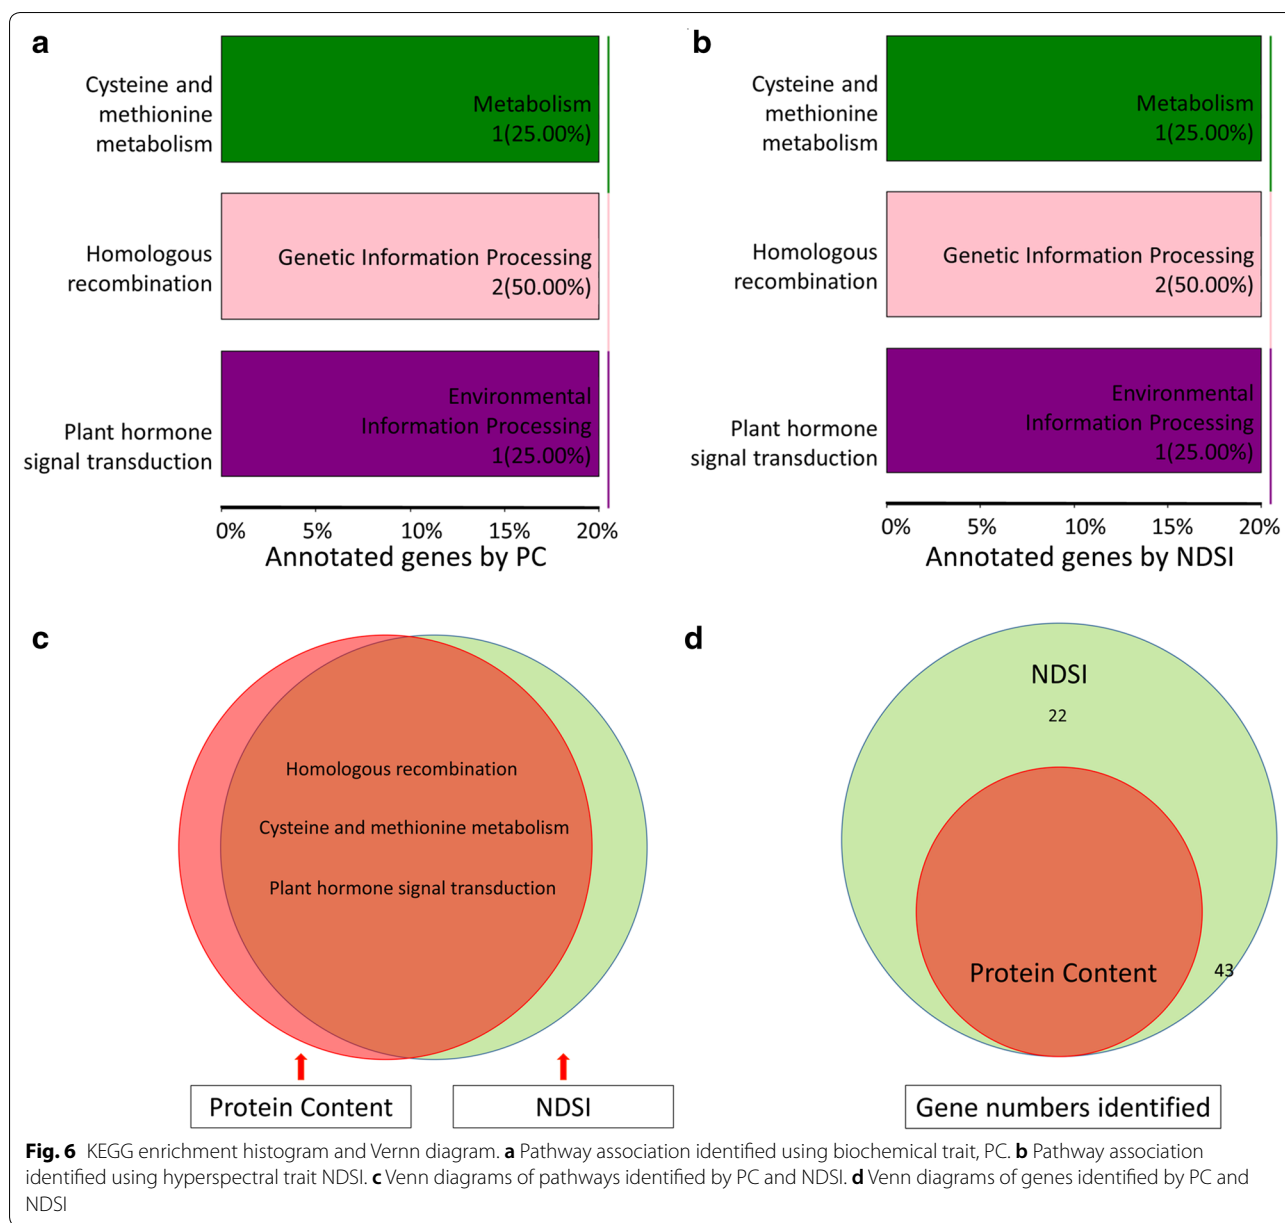 a
Cysteine and
methionine
metabolism
Metabolism
1(25.00%)
Homologous
recombination
Genetic Information Processing
2(50.00%)
Plant hormone
signal transduction
Environmental
Information Processing
1(25.00%)
0% 5% 10% 15% 20%
Annotated genes by PC
b
Cysteine and
methionine
metabolism
Metabolism
1(25.00%)
Homologous
recombination
Genetic Information Processing
2(50.00%)
Plant hormone
signal transduction
Environmental
Information Processing
1(25.00%)
0% 5% 10% 15% 20%
Annotated genes by NDSI
c
Homologous recombination
Cysteine and methionine metabolism
Plant hormone signal transduction
Protein Content
NDSI
d
NDSI
22
Protein Content
43
Gene numbers identified
Fig. 6 KEGG enrichment histogram and Vernn diagram. a Pathway association identified using biochemical trait, PC. b Pathway association
identified using hyperspectral trait NDSI. c Venn diagrams of pathways identified by PC and NDSI. d Venn diagrams of genes identified by PC and
NDSI